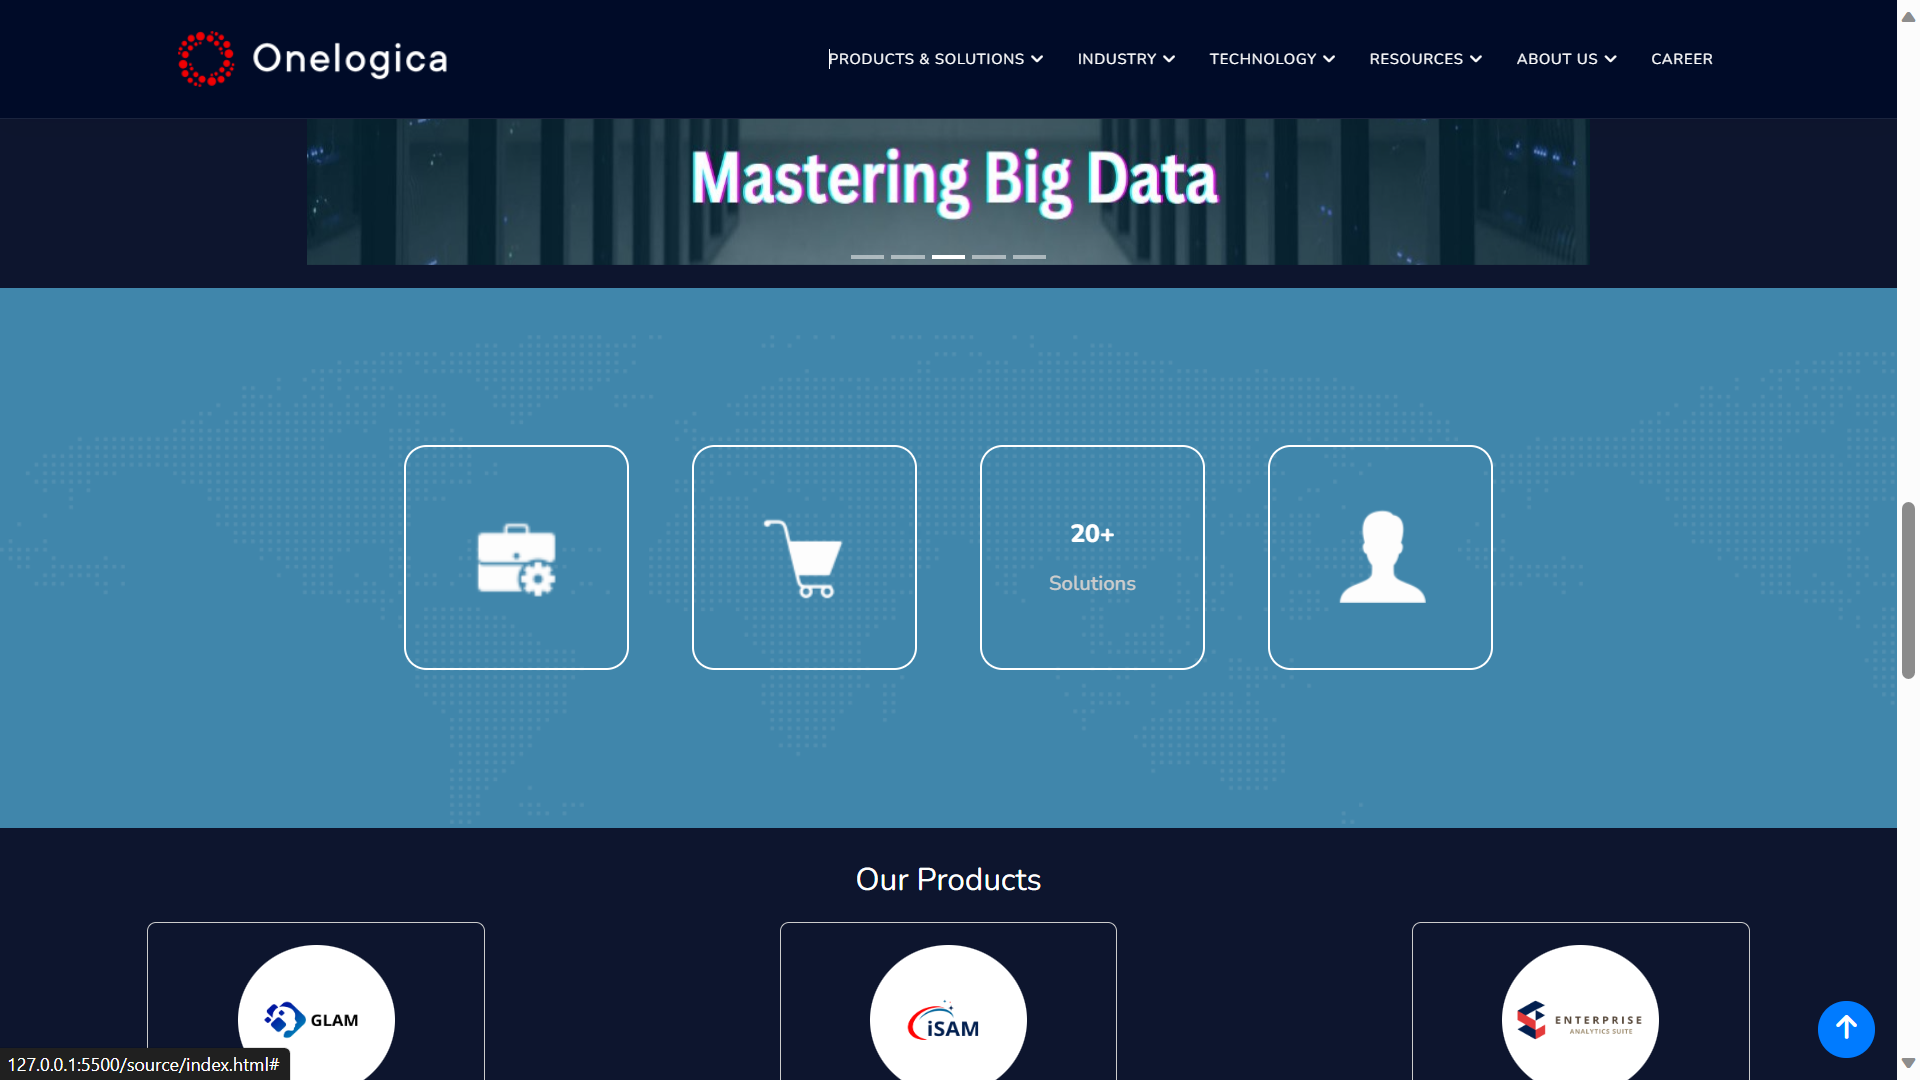 Onelogica
PRODUCTS & SOLUTIONS INDUSTRY TECHNOLOGY RESOURCES ABOUT US CAREER
Mastering Big Data
20+
Solutions
Our Products
GLAM
iSAM
ENTERPRISE
ANALYTICS SUITE
127.0.0.1:5500/source/index.html#